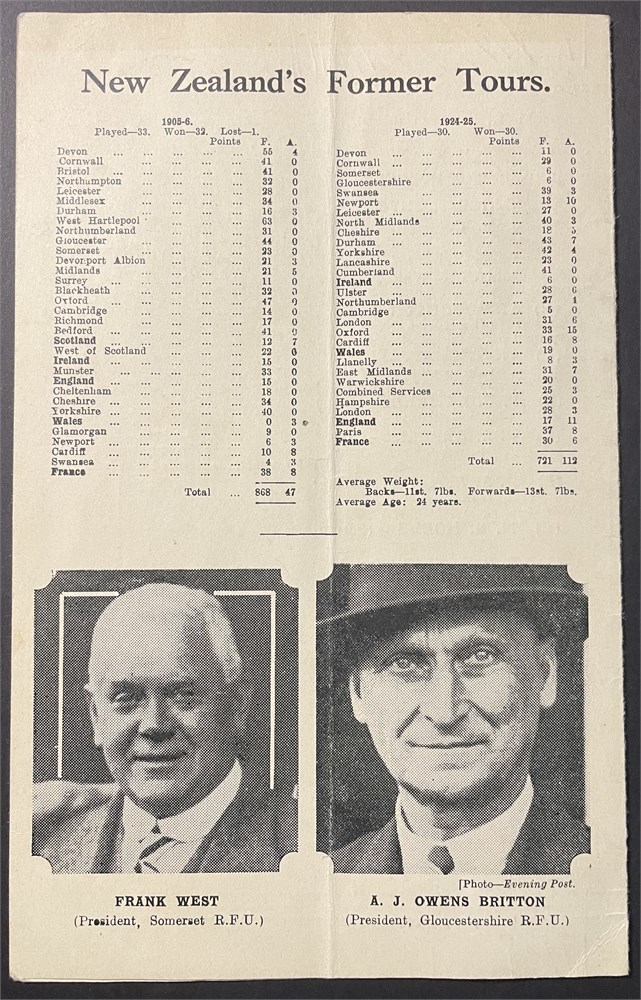 New Zealand's Former Tours.
1905-6.
Played—33. Won—32. Lost—1.
Points F. A.
Devon ... ... ... ... ... 55 4
Cornwall ... ... ... ... 41 0
Bristol ... ... ... ... ... 41 0
Northampton ... ... ... ... 32 0
Leicester ... ... ... ... 28 0
Middlesex ... ... ... ... 34 0
Durham ... ... ... ... 16 3
West Hartlepool ... ... ... 63 0
Northumberland ... ... ... 31 0
Gloucester ... ... ... ... 44 0
Somerset ... ... ... ... 23 0
Devonport Albion ... ... ... 21 3
Midlands ... ... ... ... 21 5
Surrey ... ... ... ... ... 11 0
Blackheath ... ... ... ... 32 0
Oxford ... ... ... ... ... 47 0
Cambridge ... ... ... ... 14 0
Richmond ... ... ... ... 17 0
Bedford ... ... ... ... 41 0
Scotland ... ... ... ... 12 7
West of Scotland ... ... ... 22 0
Ireland ... ... ... ... ... 15 0
Munster ... ... ... ... 33 0
England ... ... ... ... ... 15 0
Cheltenham ... ... ... ... 18 0
Cheshire ... ... ... ... ... 34 0
Yorkshire ... ... ... ... ... 40 0
Wales ... ... ... ... ... 0 3
Glamorgan ... ... ... ... 9 0
Newport ... ... ... ... ... 6 3
Cardiff ... ... ... ... ... 10 8
Swansea ... ... ... ... 4 3
France ... ... ... ... ... 38 8
Total ... 868 47
1924-25.
Played—30. Won—30.
Points F. A.
Devon ... ... ... ... ... 11 0
Cornwall ... ... ... ... ... 29 0
Somerset ... ... ... ... 6 0
Gloucestershire ... ... ... 6 0
Swansea ... ... ... ... 39 3
Newport ... ... ... ... 13 10
Leicester ... ... ... ... ... 27 0
North Midlands ... ... ... 40 3
Cheshire ... ... ... ... 18
Durham ... ... ... ... 43 7
Yorkshire ... ... ... ... 42 4
Lancashire ... ... ... ... 23 0
Cumberland ... ... ... ... 41 0
Ireland ... ... ... ... ... 6 0
Ulster ... ... ... ... ... 28 6
Northumberland ... ... ... 27 4
Cambridge ... ... ... ... 5 0
London ... ... ... ... ... 31 6
Oxford ... ... ... ... ... 33 15
Cardiff ... ... ... ... ... 16 8
Wales ... ... ... ... ... 19 0
Llanelly ... ... ... ... ... 8 3
East Midlands ... ... ... ... 31 7
Warwickshire ... ... ... ... 20 0
Combined Services ... ... ... 25 3
Hampshire ... ... ... ... 22 0
London ... ... ... ... ... 28 3
England ... ... ... ... ... 17 11
Paris ... ... ... ... ... 37 8
France ... ... ... ... ... 30 6
Total ... 721 112
Average Weight:
Backs—11st. 7lbs. Forwards—13st. 7lbs.
Average Age: 24 years.
[Photo—Evening Post.
FRANK WEST
(President, Somerset R.F.U.)
A. J. OWENS BRITTON
(President, Gloucestershire R.F.U.)